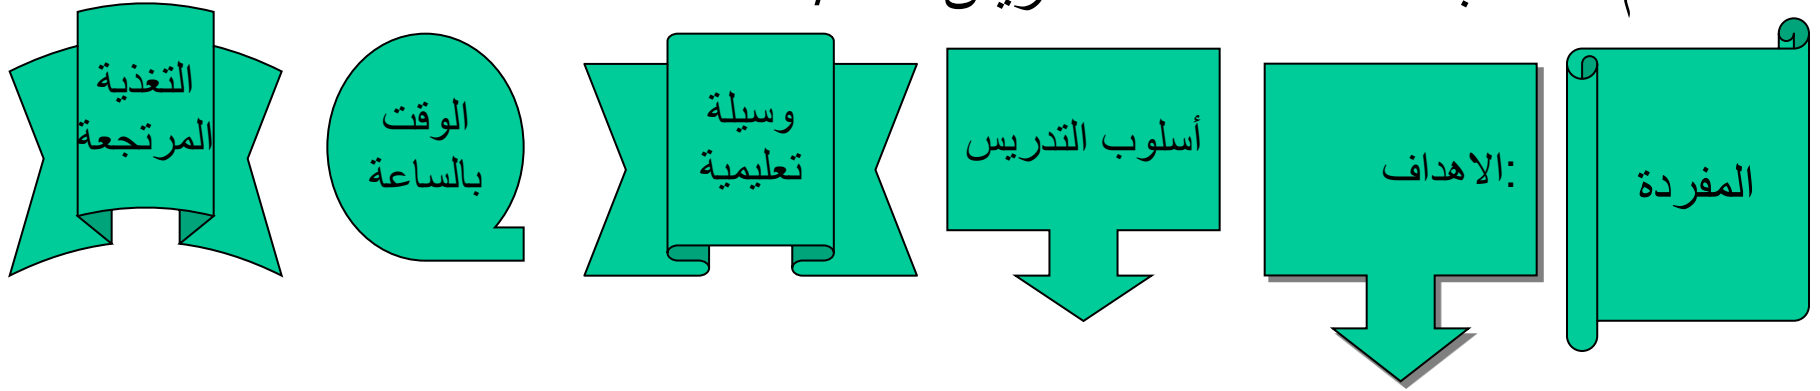 المفردة
الاهداف:
أسلوب التدريس
وسيلة
تعليمية
الوقت
بالساعة
التغذية
المرتجعة